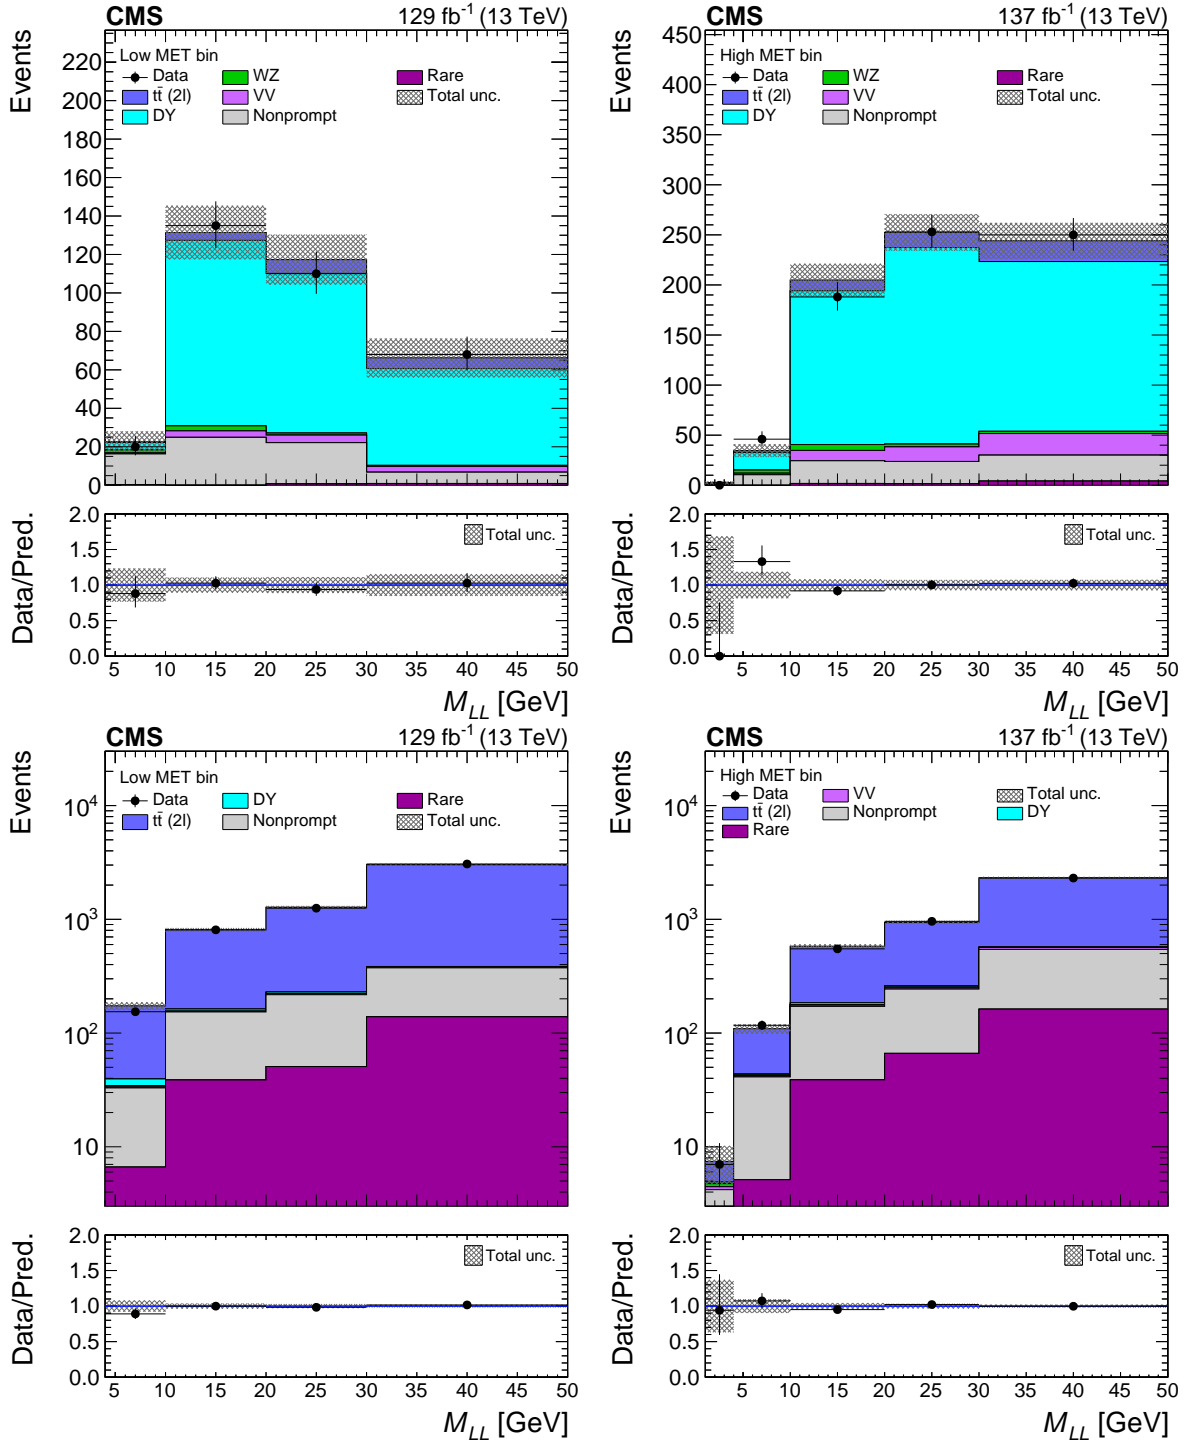 CMS 129 fb⁻¹ (13 TeV)
Events
Low MET bin
Data WZ Rare
tt̄ (2l) VV Total unc.
DY Nonprompt
220
200
180
160
140
120
100
80
60
40
20
0
Data/Pred.
Total unc.
2.0
1.5
1.0
0.5
0.0
5 10 15 20 25 30 35 40 45 50
M_LL [GeV]
CMS 137 fb⁻¹ (13 TeV)
Events
High MET bin
Data WZ Rare
tt̄ (2l) VV Total unc.
DY Nonprompt
450
400
350
300
250
200
150
100
50
0
Data/Pred.
Total unc.
2.0
1.5
1.0
0.5
0.0
5 10 15 20 25 30 35 40 45 50
M_LL [GeV]
CMS 129 fb⁻¹ (13 TeV)
Events
Low MET bin
Data DY Rare
tt̄ (2l) Nonprompt Total unc.
10⁴
10³
10²
10
Data/Pred.
Total unc.
2.0
1.5
1.0
0.5
0.0
5 10 15 20 25 30 35 40 45 50
M_LL [GeV]
CMS 137 fb⁻¹ (13 TeV)
Events
High MET bin
Data VV Total unc.
tt̄ (2l) Nonprompt DY
Rare
10⁴
10³
10²
10
Data/Pred.
Total unc.
2.0
1.5
1.0
0.5
0.0
5 10 15 20 25 30 35 40 45 50
M_LL [GeV]